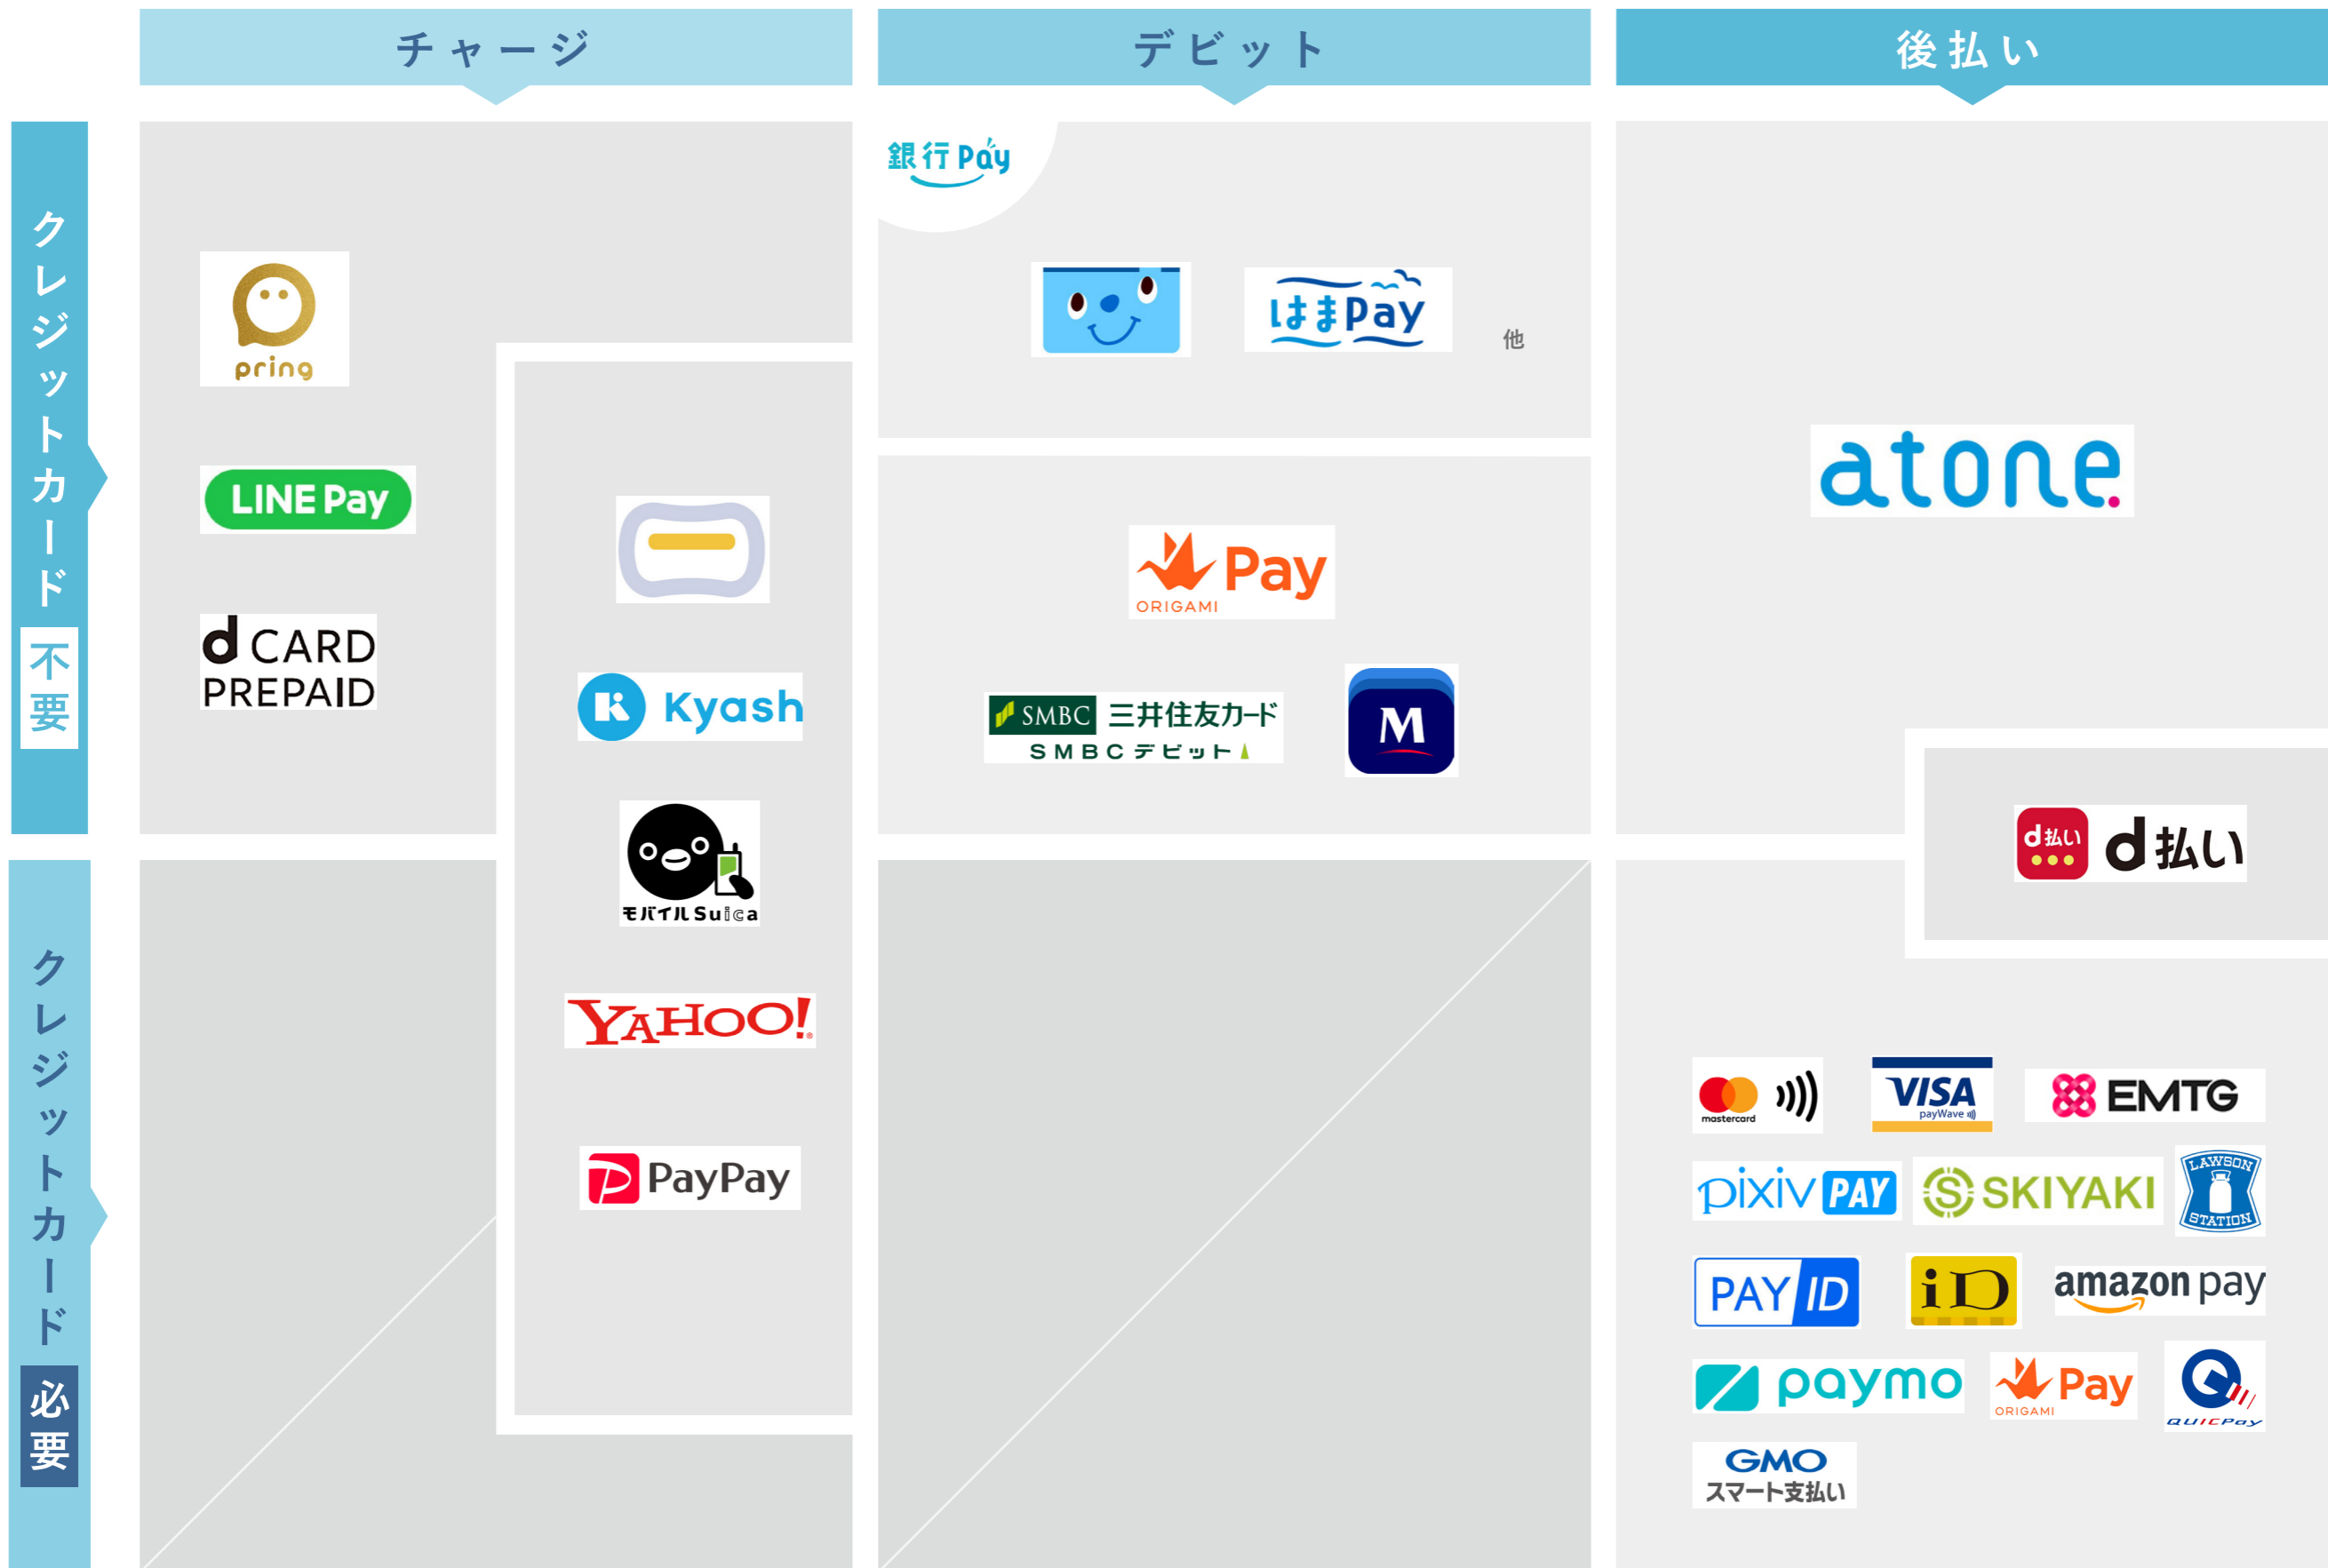 チャージ
デビット
後払い
クレジットカード
不要
銀行Pay
はまPay
他
pring
LINE Pay
d CARD
PREPAID
Kyash
モバイルSuica
YAHOO!
PayPay
Pay
ORIGAMI
SMBC 三井住友カード
SMBCデビット
M
atone
d払い
d払い
クレジットカード
必要
mastercard
VISA
payWave
EMTG
pixiv PAY
S SKIYAKI
LAWSON
STATION
PAY ID
iD
amazon pay
paymo
Pay
ORIGAMI
QUICPay
GMO
スマート支払い